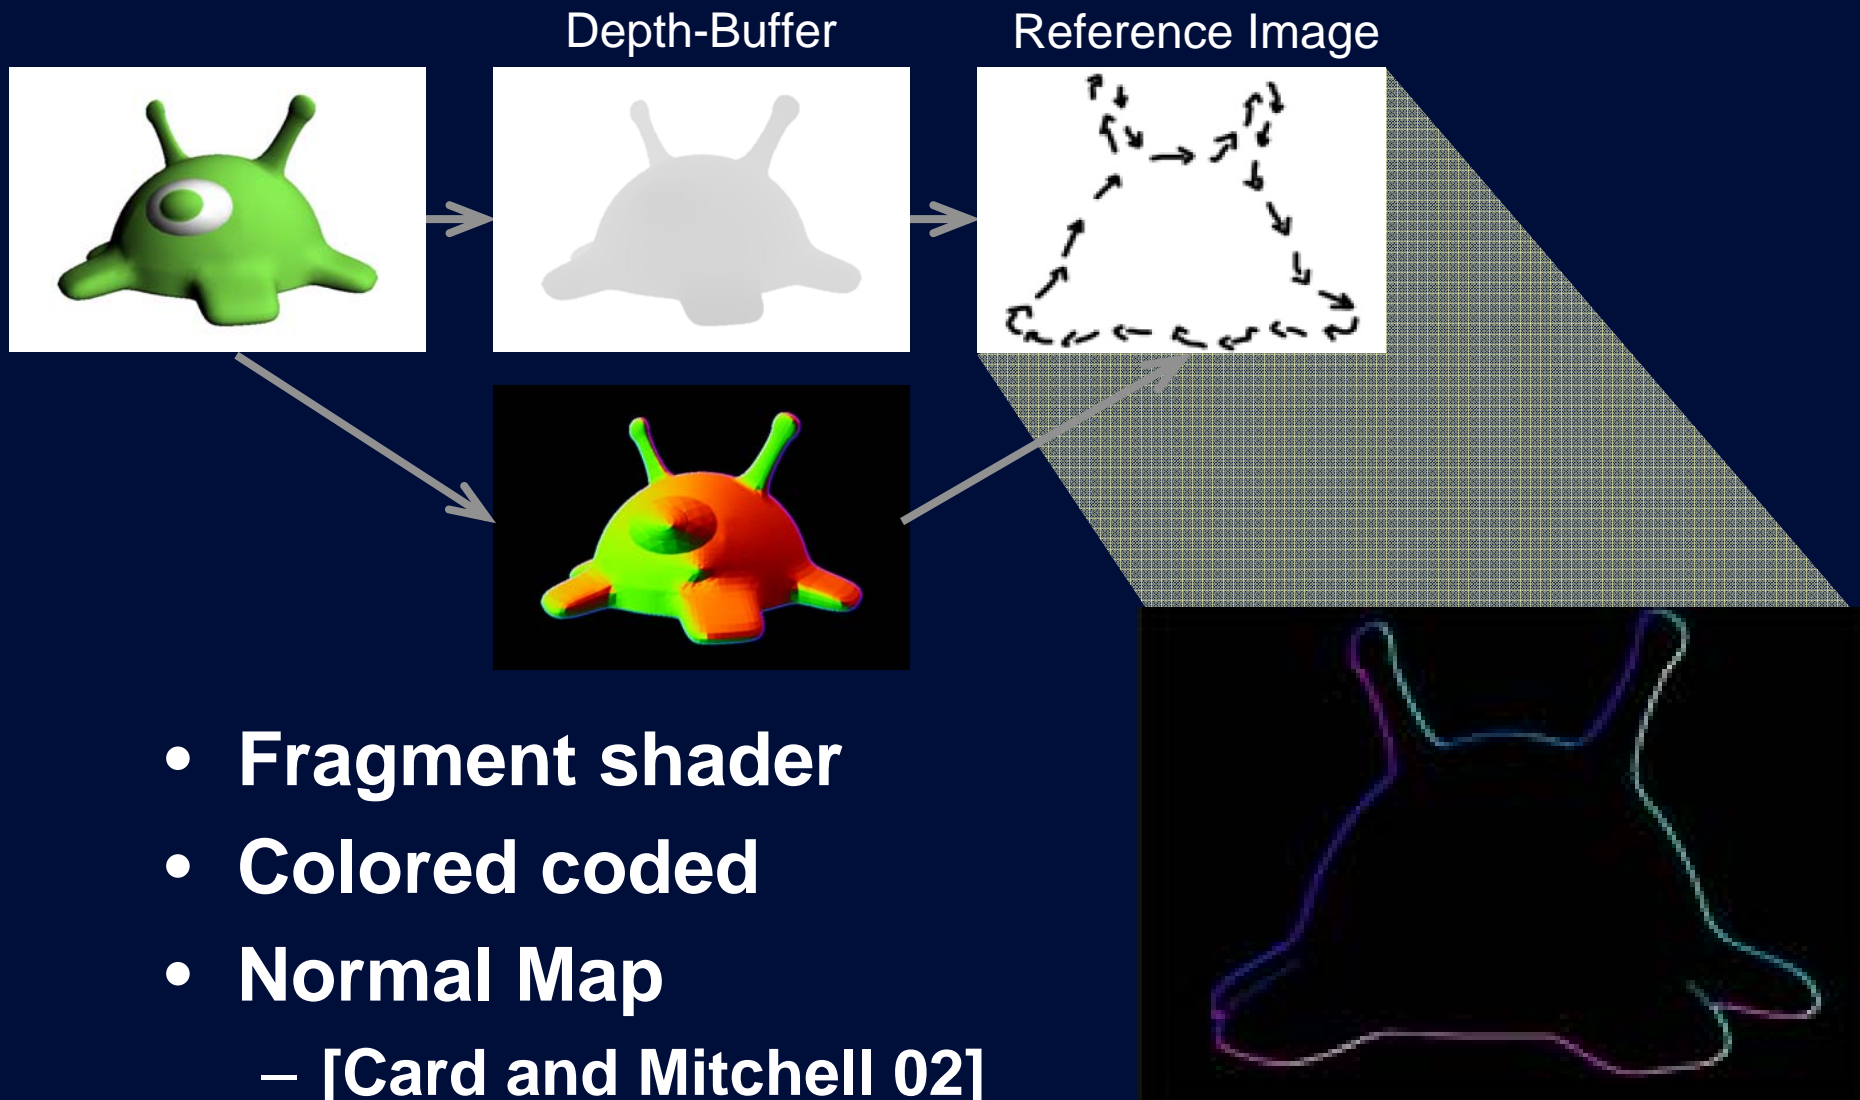 Depth-Buffer
Reference Image
• Fragment shader
• Colored coded
• Normal Map
– [Card and Mitchell 02]